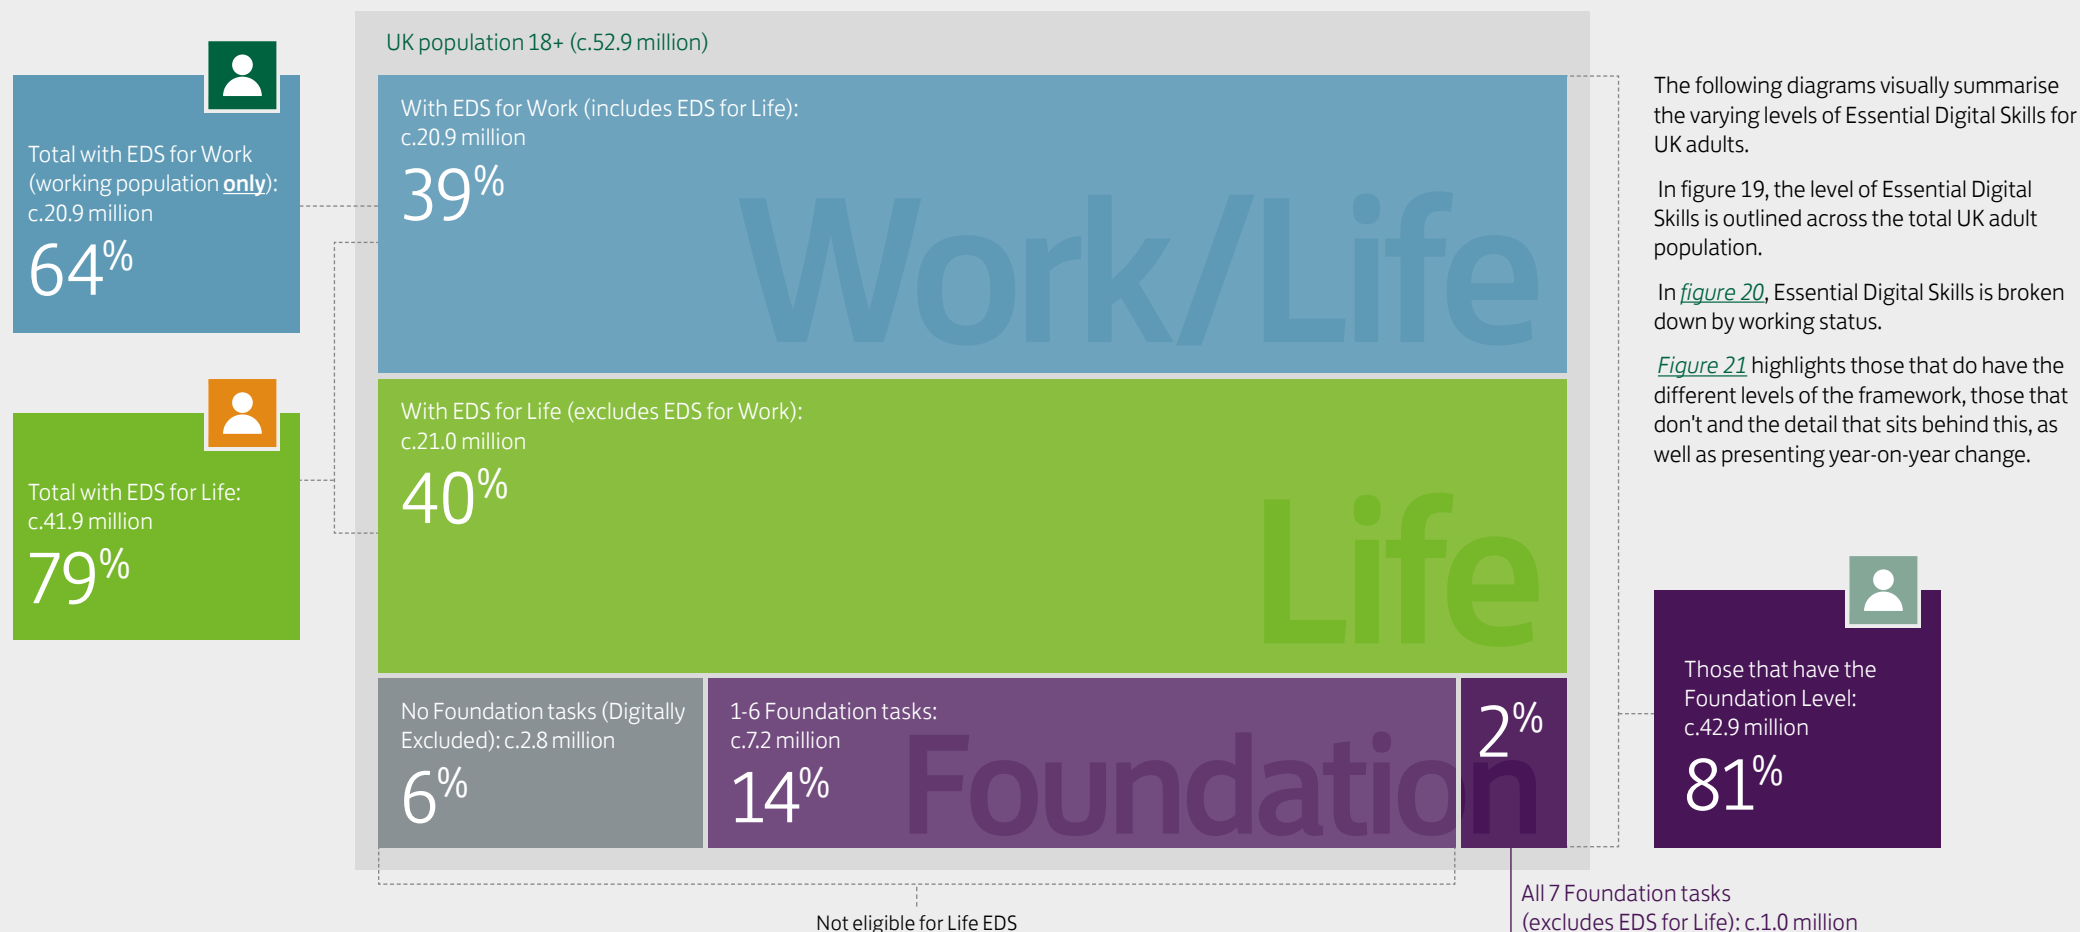 UK population 18+ (c.52.9 million)
Total with EDS for Work
(working population only):
c.20.9 million
64%
Total with EDS for Life:
c.41.9 million
79%
With EDS for Work (includes EDS for Life):
c.20.9 million
39%
Work/Life
With EDS for Life (excludes EDS for Work):
c.21.0 million
40%
Life
No Foundation tasks (Digitally
Excluded): c.2.8 million
6%
1-6 Foundation tasks:
c.7.2 million
14%
Foundation
2%
Not eligible for Life EDS
All 7 Foundation tasks
(excludes EDS for Life): c.1.0 million
The following diagrams visually summarise
the varying levels of Essential Digital Skills for
UK adults.
In figure 19, the level of Essential Digital
Skills is outlined across the total UK adult
population.
In figure 20, Essential Digital Skills is broken
down by working status.
Figure 21 highlights those that do have the
different levels of the framework, those that
don't and the detail that sits behind this, as
well as presenting year-on-year change.
Those that have the
Foundation Level:
c.42.9 million
81%